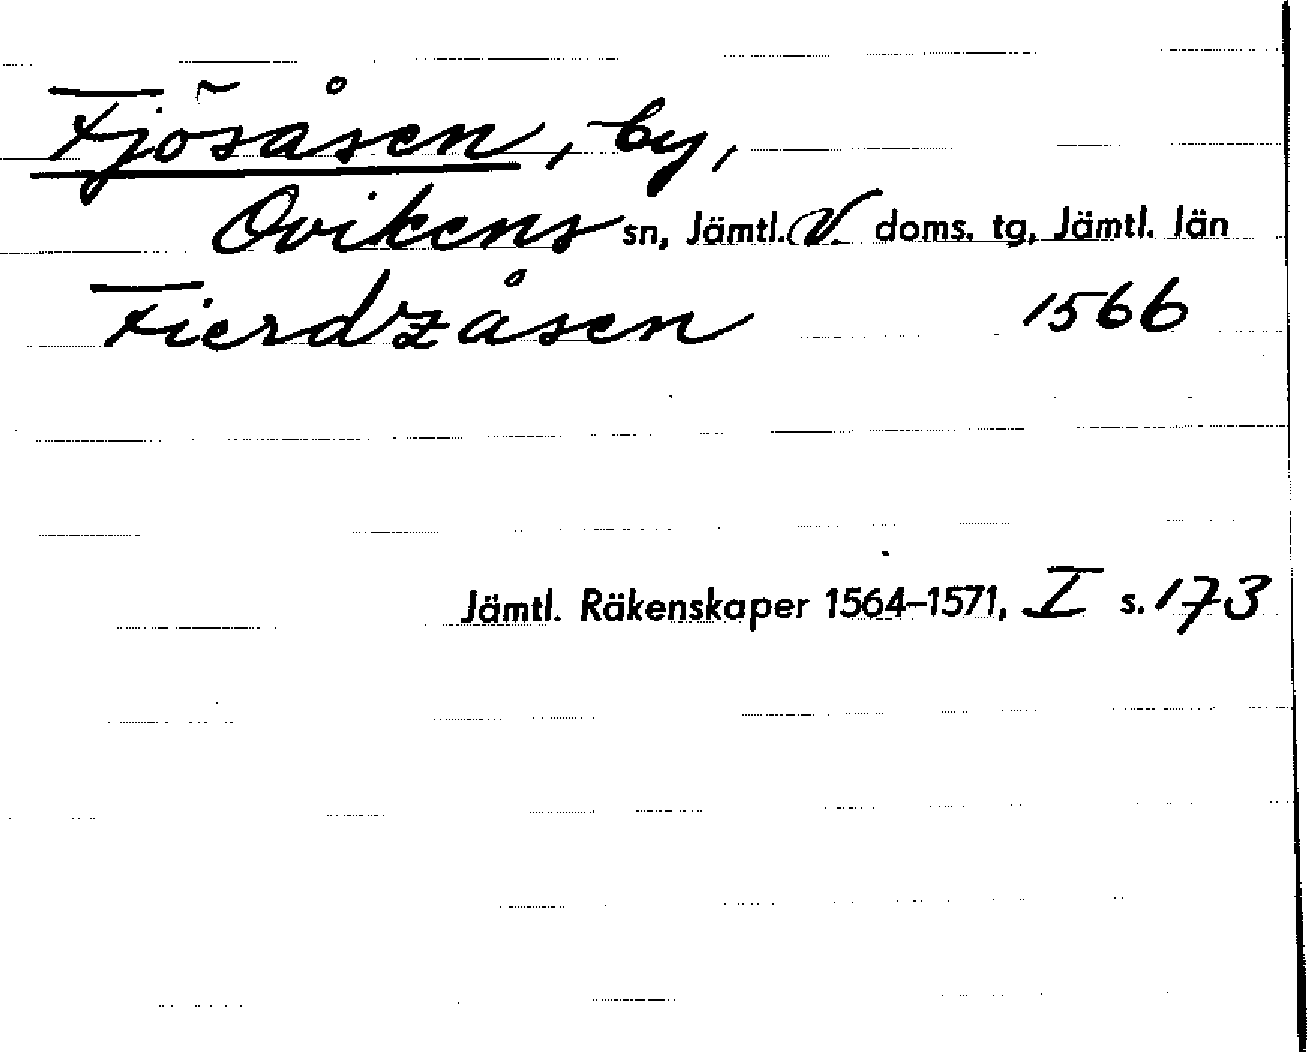 Fjösåsen, by,
Ovikens sn, Jämtl. V. doms. tg, Jämtl. län
Fierdzåsen 1566
Jämtl. Räkenskaper 1564–1571, I s. 173